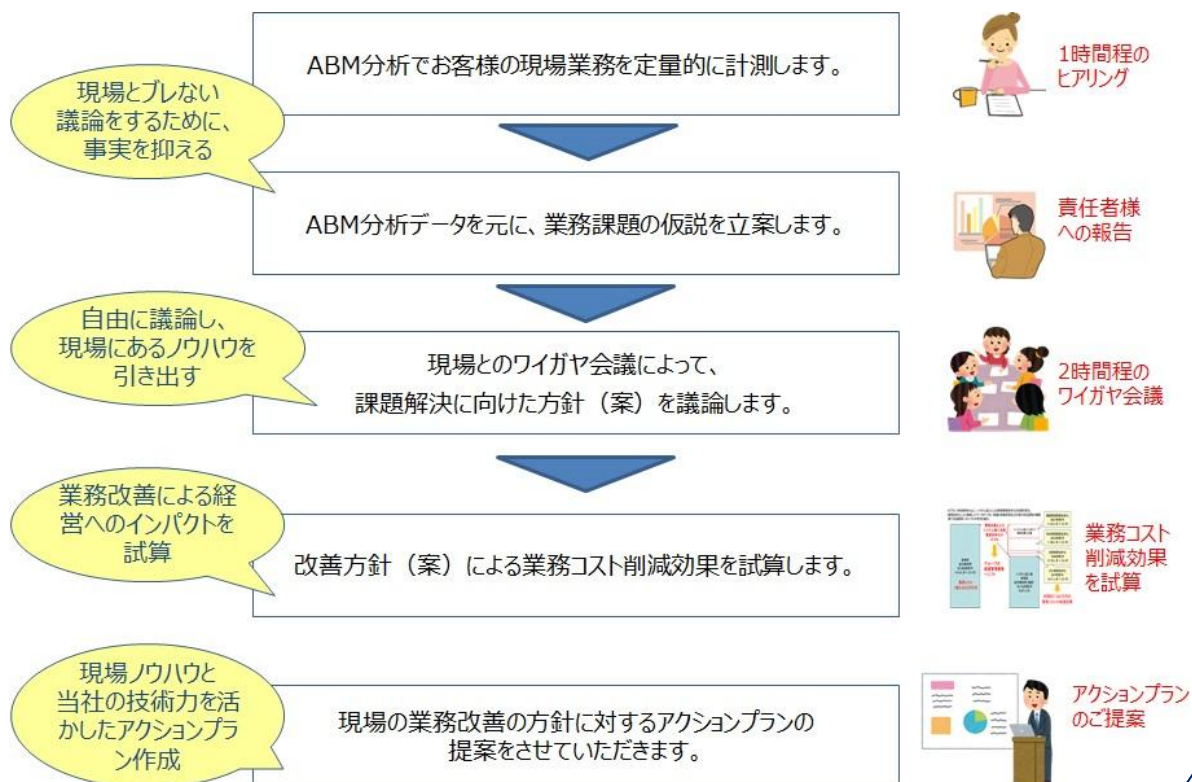 ABM分析でお客様の現場業務を定量的に計測します。
1時間程の
ヒアリング
現場とブレない
議論をするために、
事実を抑える
ABM分析データを元に、業務課題の仮説を立案します。
責任者様
への報告
自由に議論し、
現場にあるノウハウを
引き出す
現場とのワイガヤ会議によって、
課題解決に向けた方針（案）を議論します。
2時間程の
ワイガヤ会議
業務改善による経
営へのインパクトを
試算
改善方針（案）による業務コスト削減効果を試算します。
業務コスト
削減効果
を試算
現場ノウハウと
当社の技術力を活
かしたアクションプラ
ン作成
現場の業務改善の方針に対するアクションプランの
提案をさせていただきます。
アクションプラン
のご提案